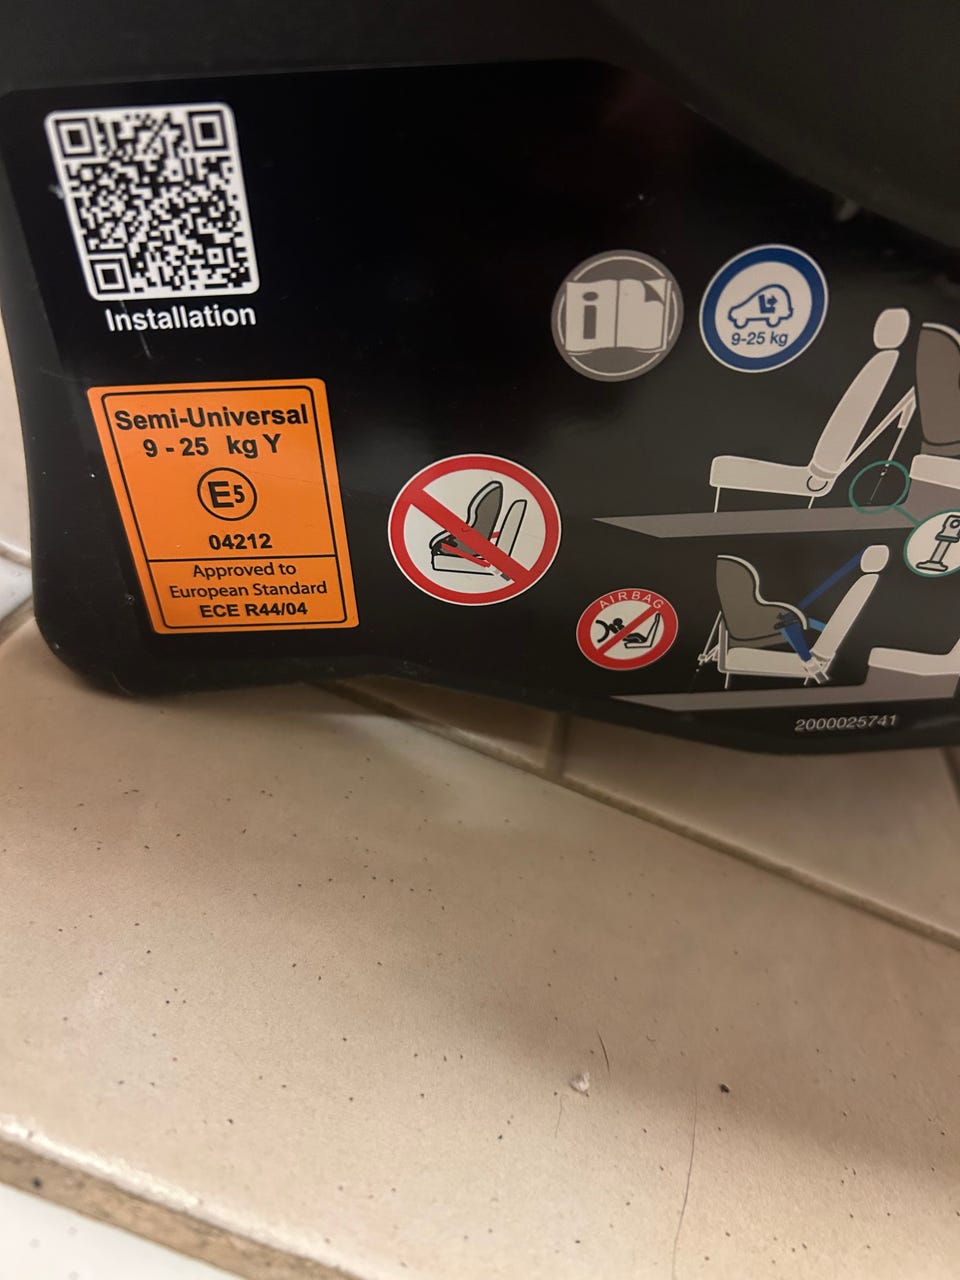 Installation
Semi-Universal
9 - 25 kg Y
E5
04212
Approved to
European Standard
ECE R44/04
i
9-25 kg
AIRBAG
2000025741